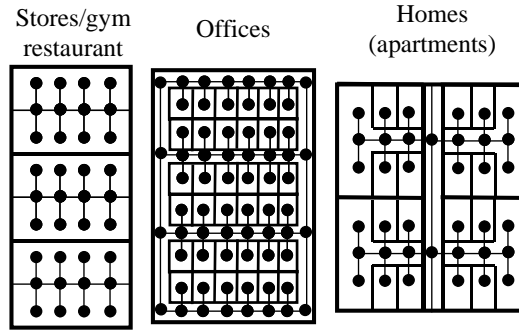 Stores/gym
restaurant
Offices
Homes
(apartments)